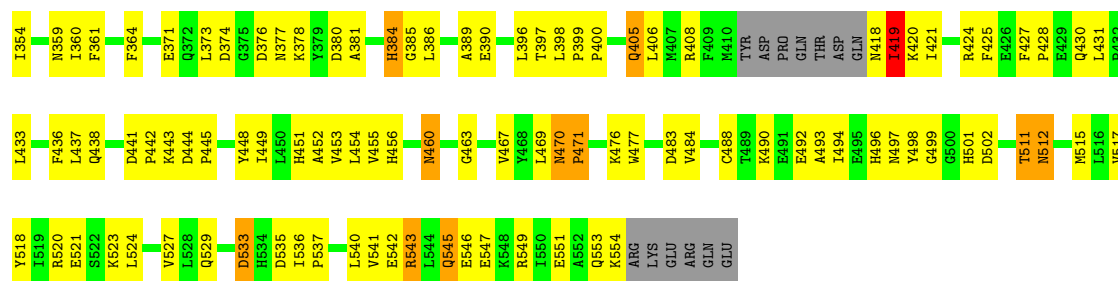 I354 N359 I360 F361 F364 E371 Q372 L373 D374 G375 D376 N377 K378 Y379 D380 A381 H384 G385 L386 A389 E390 L396 T397 L398 P399 P400 Q405 L406 M407 R408 F409 M410 TYR ASP PRO GLN THR ASP GLN N418 I419 K420 I421 R424 F425 E426 F427 P428 E429 Q430 L431
L433 F436 L437 Q438 D441 P442 K443 D444 P445 Y448 I449 L450 H451 A452 V453 L454 V455 H456 N460 G463 V467 Y468 L469 N470 P471 K476 W477 D483 V484 C488 T489 K490 E491 E492 A493 I494 E495 H496 N497 Y498 G499 G500 H501 D502 T511 N512 M515 L516 V517
Y518 I519 R520 E521 S522 K523 L524 V527 L528 Q529 D533 H534 D535 I536 P537 L540 V541 E542 R543 L544 Q545 E546 E547 K548 R549 I550 E551 A552 Q553 K554 ARG LYS GLU ARG GLN GLU